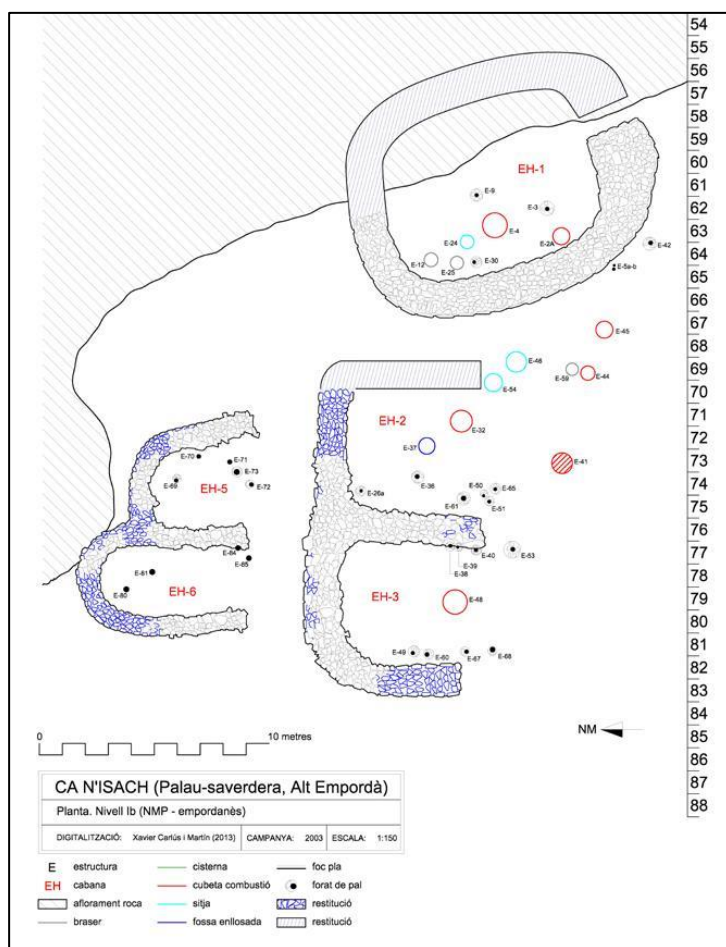 54
55
56
57
58
59
60
61
62
63
64
65
66
67
68
69
70
71
72
73
74
75
76
77
78
79
80
81
82
83
84
85
86
87
88
EH-1
E-9
E-3
E-4
E-24
E-2A
E-42
E-12
E-25
E-30
E-5a-b
E-45
E-46
E-59
E-44
E-54
EH-2
E-32
E-37
E-41
E-70
E-71
E-73
E-69
EH-5
E-72
E-26a
E-36
E-50
E-65
E-61
E-51
E-84
E-85
E-40
E-53
E-39
E-38
E-81
E-80
EH-6
EH-3
E-48
E-49
E-60
E-67
E-68
0 10 metres
NM
CA N'ISACH (Palau-saverdera, Alt Empordà)
Planta. Nivell Ib (NMP - empordanès)
DIGITALITZACIÓ: Xavier Carlús i Martín (2013) CAMPANYA: 2003 ESCALA: 1:150
E estructura cisterna foc pla
EH cabana cubeta combustió forat de pal
aflorament roca sitja restitució
braser fossa enllosada restitució